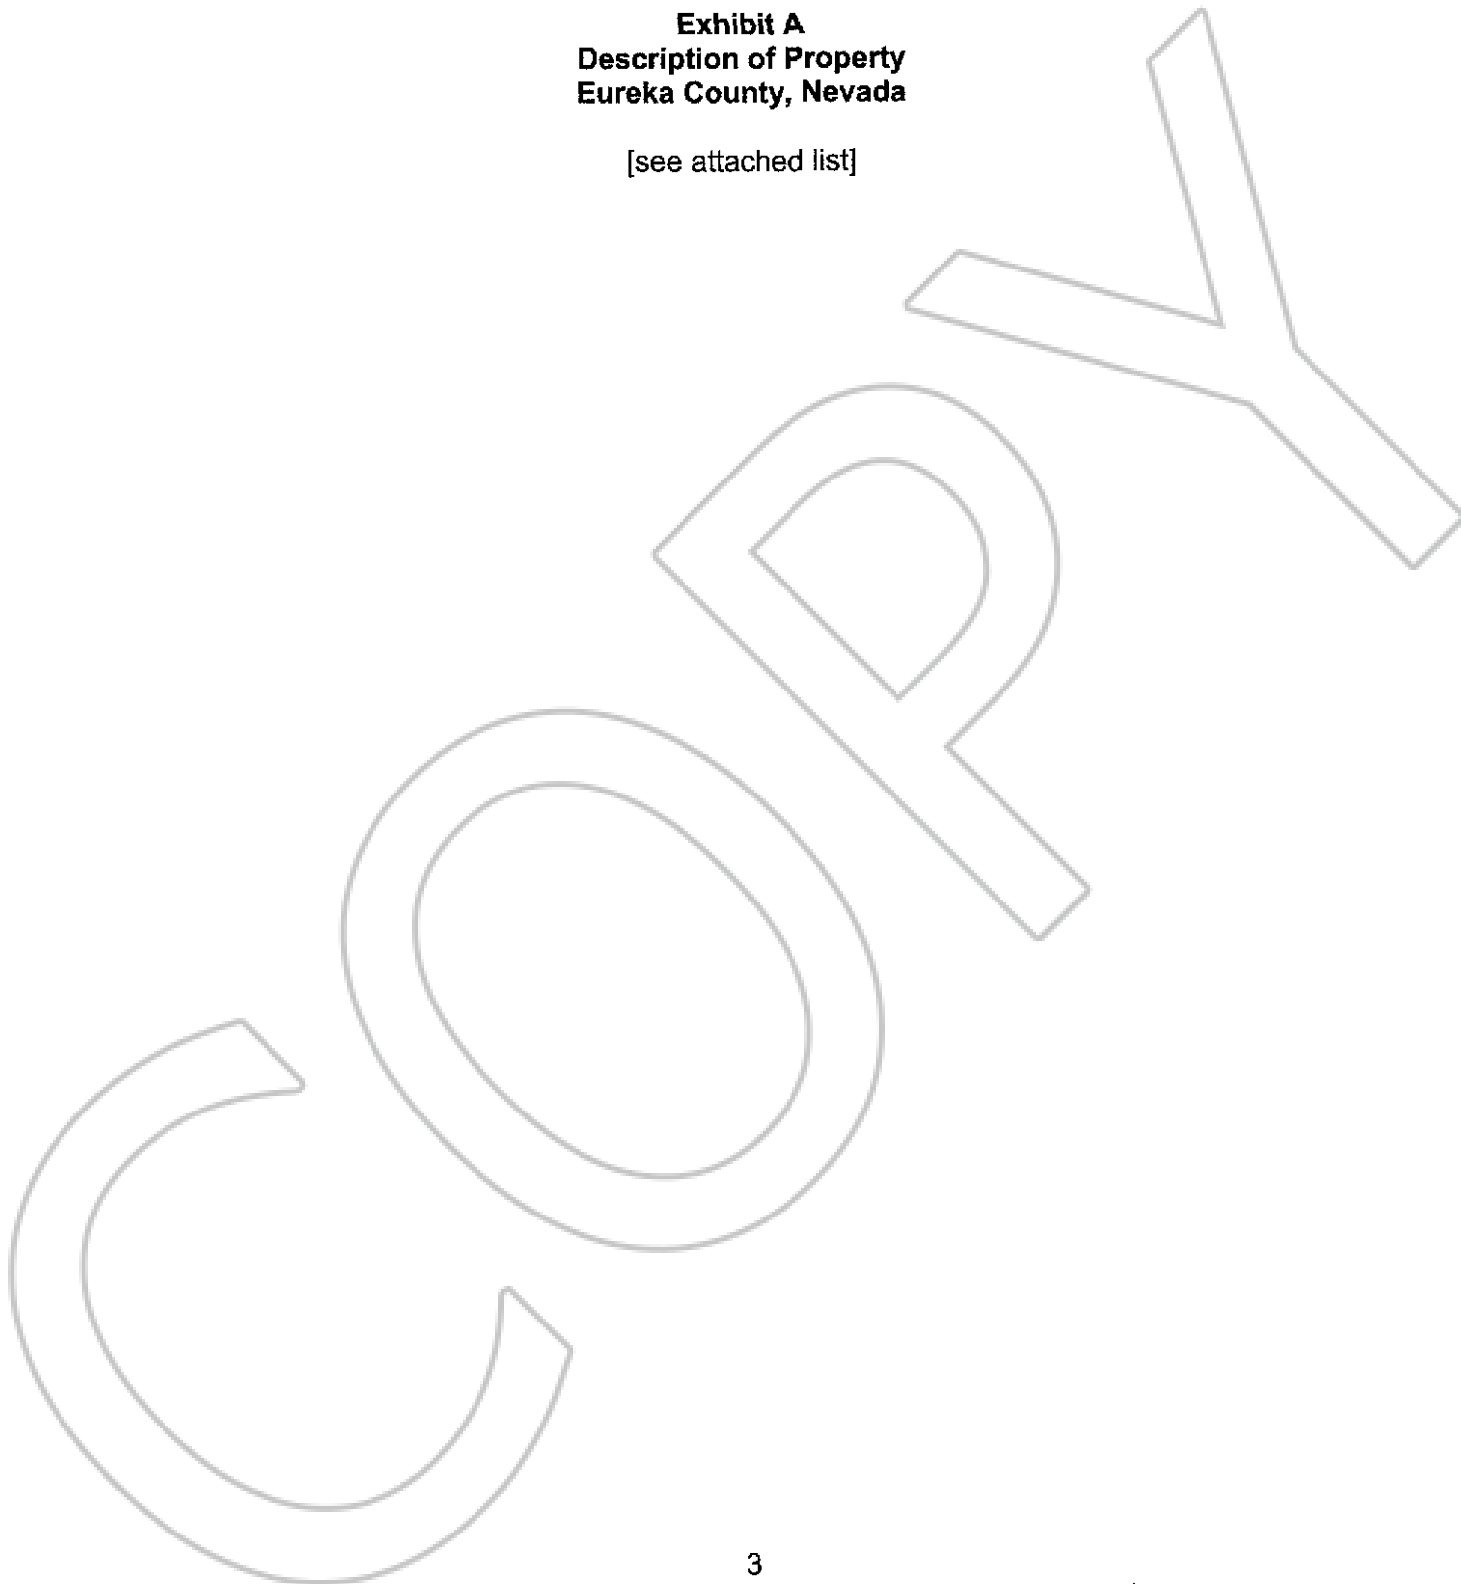 Exhibit A
Description of Property
Eureka County, Nevada
[see attached list]
COPY
3